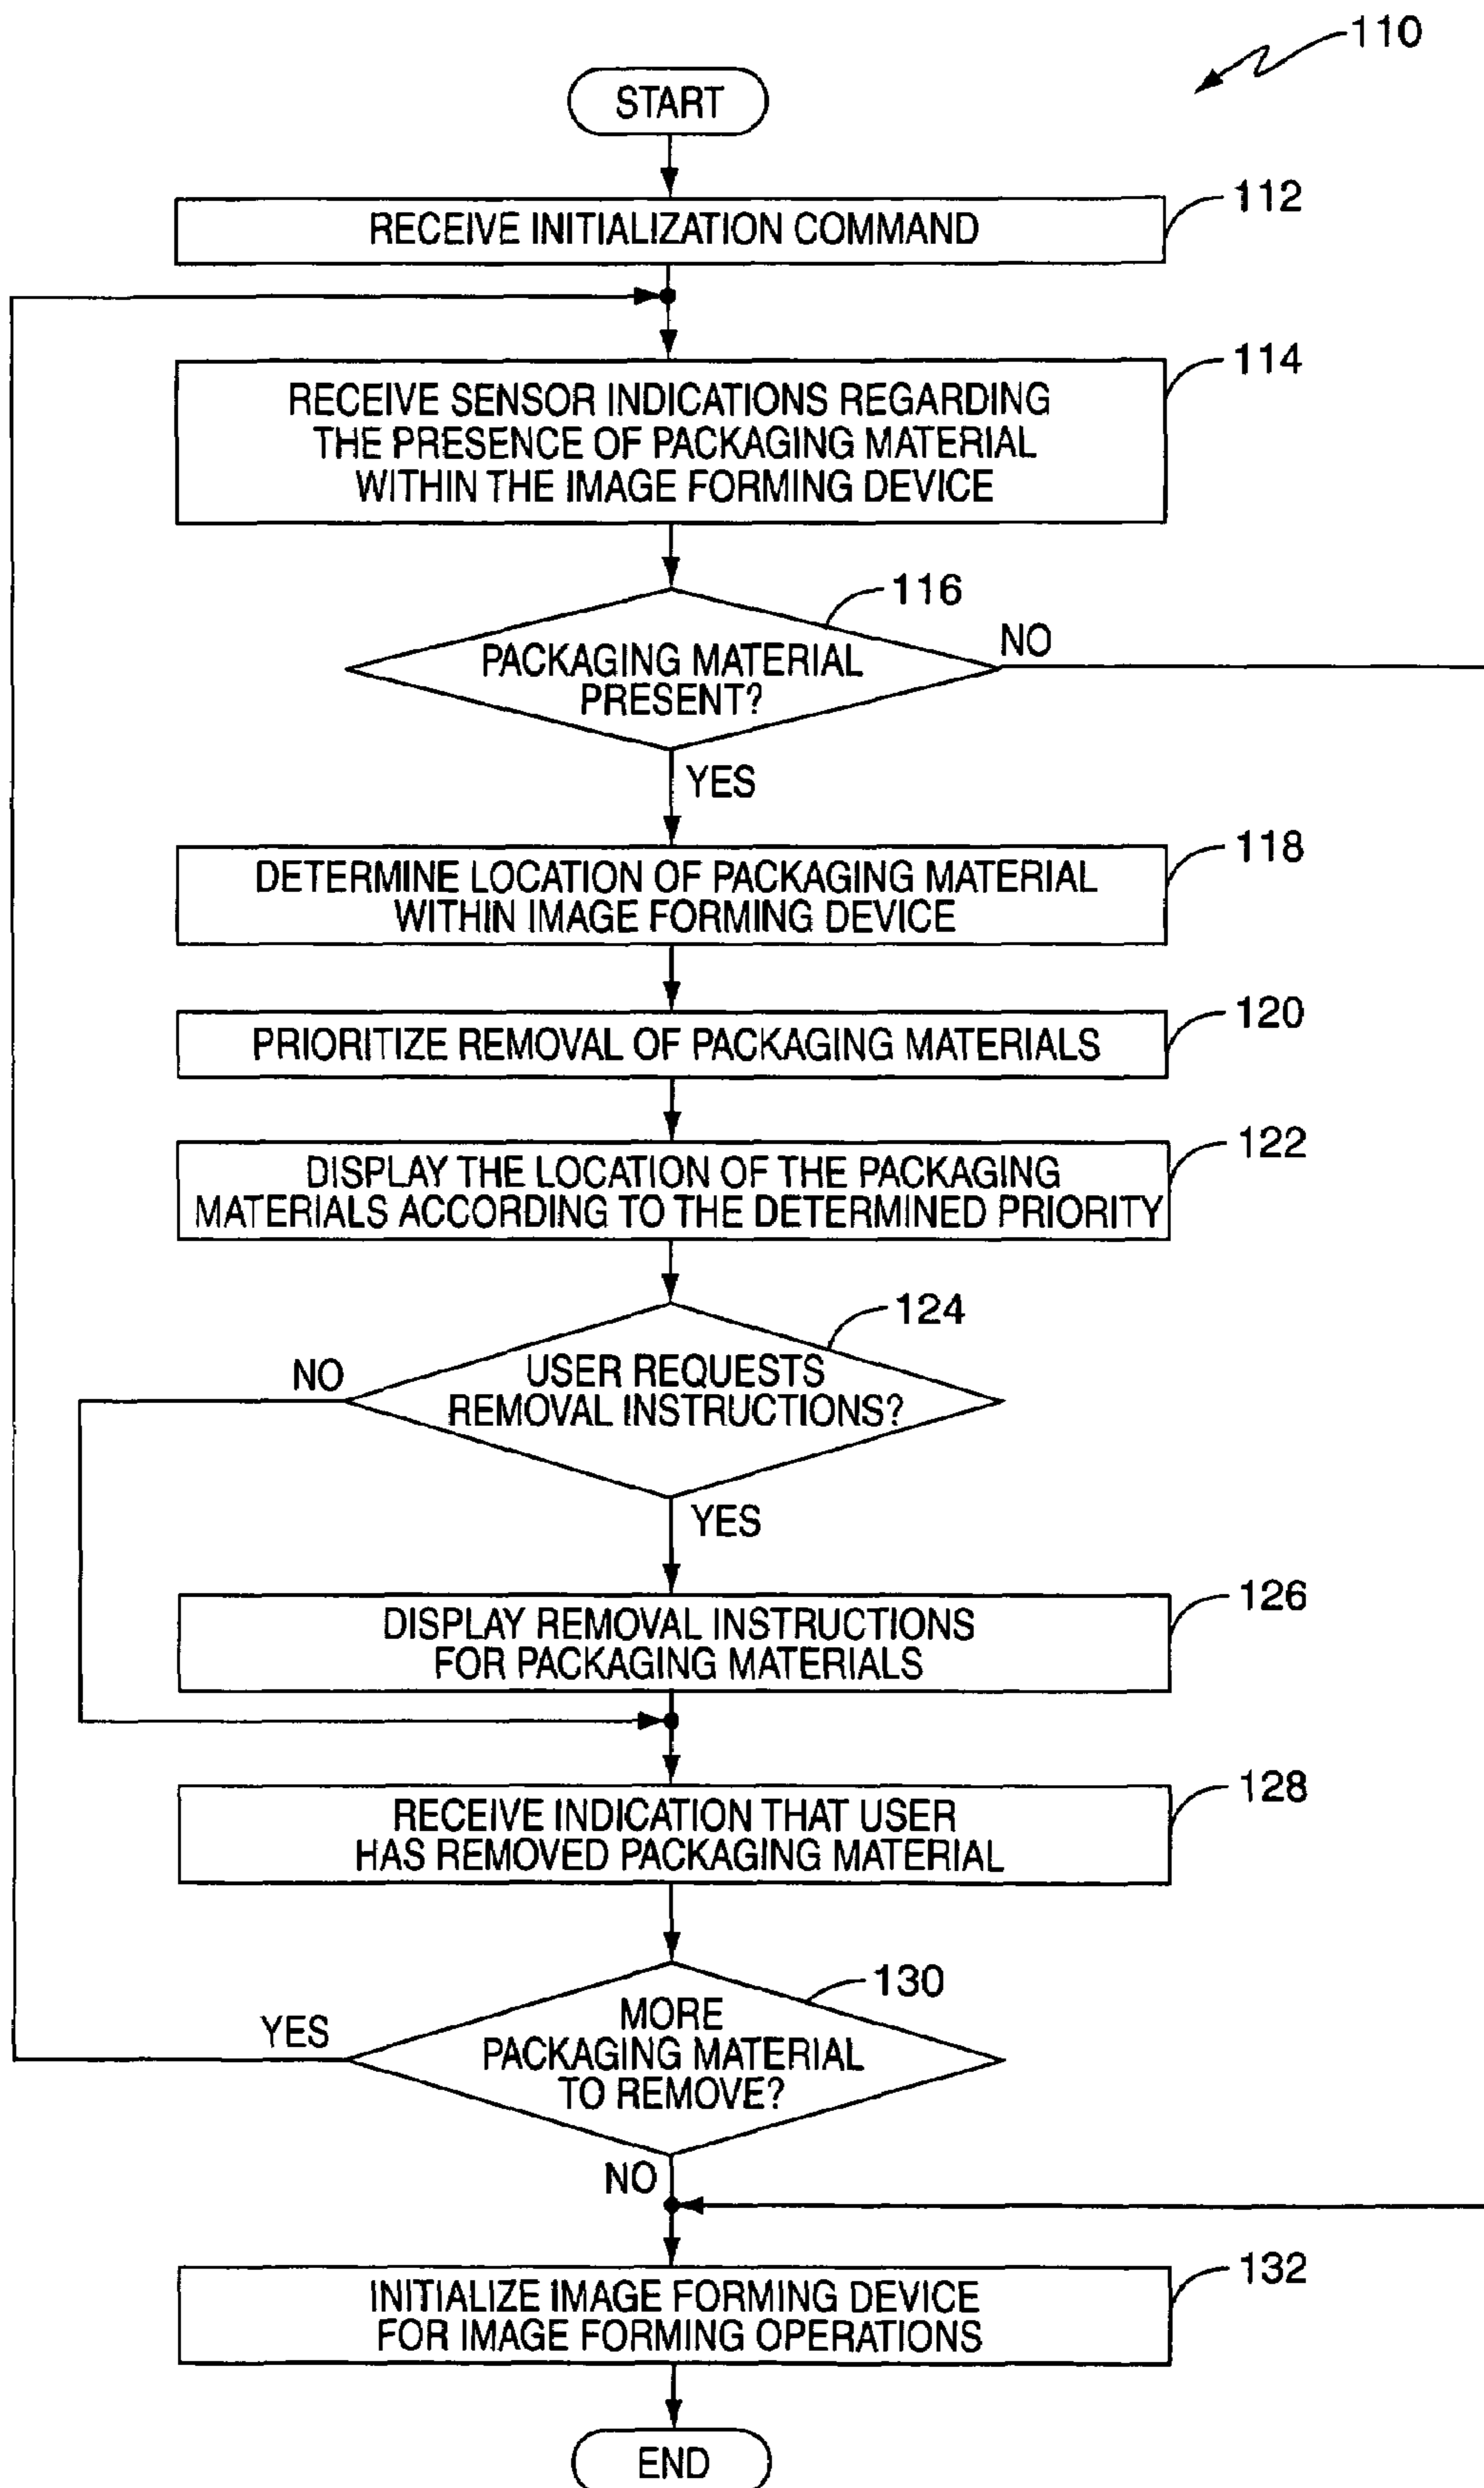 110
START
RECEIVE INITIALIZATION COMMAND
112
RECEIVE SENSOR INDICATIONS REGARDING
THE PRESENCE OF PACKAGING MATERIAL
WITHIN THE IMAGE FORMING DEVICE
114
116
PACKAGING MATERIAL
PRESENT?
NO
YES
DETERMINE LOCATION OF PACKAGING MATERIAL
WITHIN IMAGE FORMING DEVICE
118
PRIORITIZE REMOVAL OF PACKAGING MATERIALS
120
DISPLAY THE LOCATION OF THE PACKAGING
MATERIALS ACCORDING TO THE DETERMINED PRIORITY
122
124
USER REQUESTS
REMOVAL INSTRUCTIONS?
NO
YES
DISPLAY REMOVAL INSTRUCTIONS
FOR PACKAGING MATERIALS
126
RECEIVE INDICATION THAT USER
HAS REMOVED PACKAGING MATERIAL
128
130
MORE
PACKAGING MATERIAL
TO REMOVE?
YES
NO
INITIALIZE IMAGE FORMING DEVICE
FOR IMAGE FORMING OPERATIONS
132
END